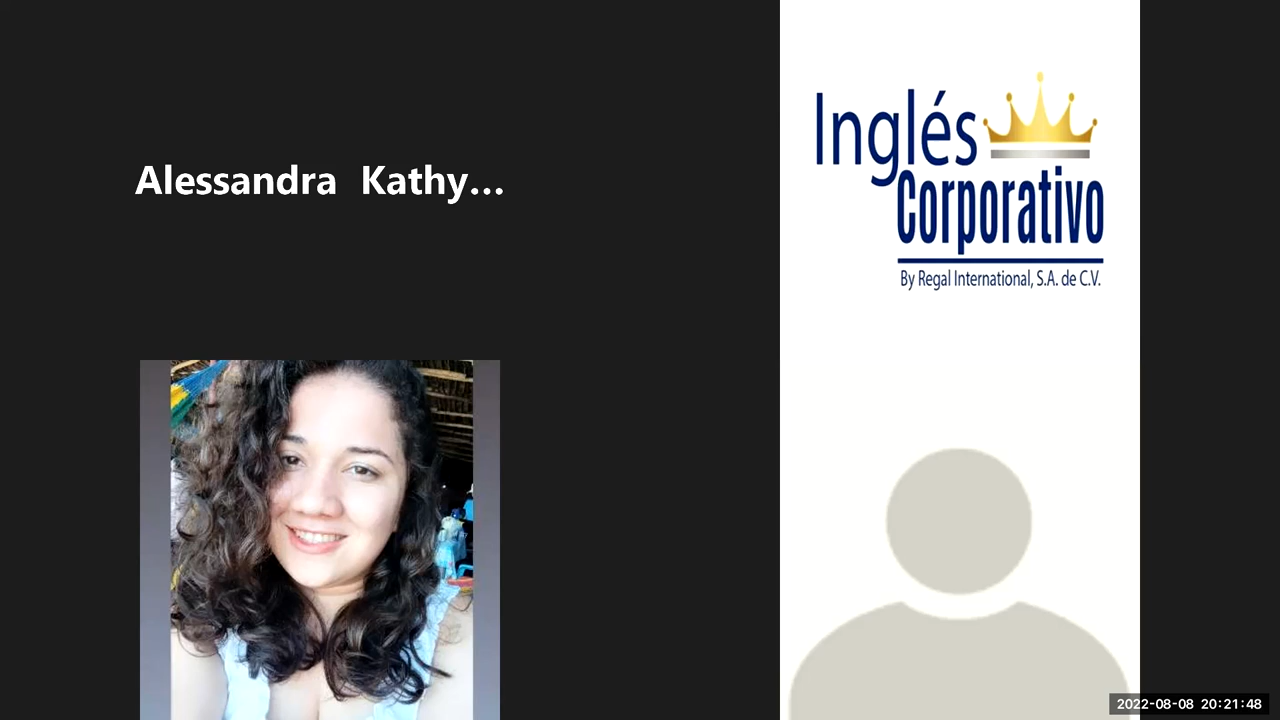 Alessandra Kathy...
Inglés
Corporativo
By Regal International, S.A. de C.V.
2022-08-08 20:21:48